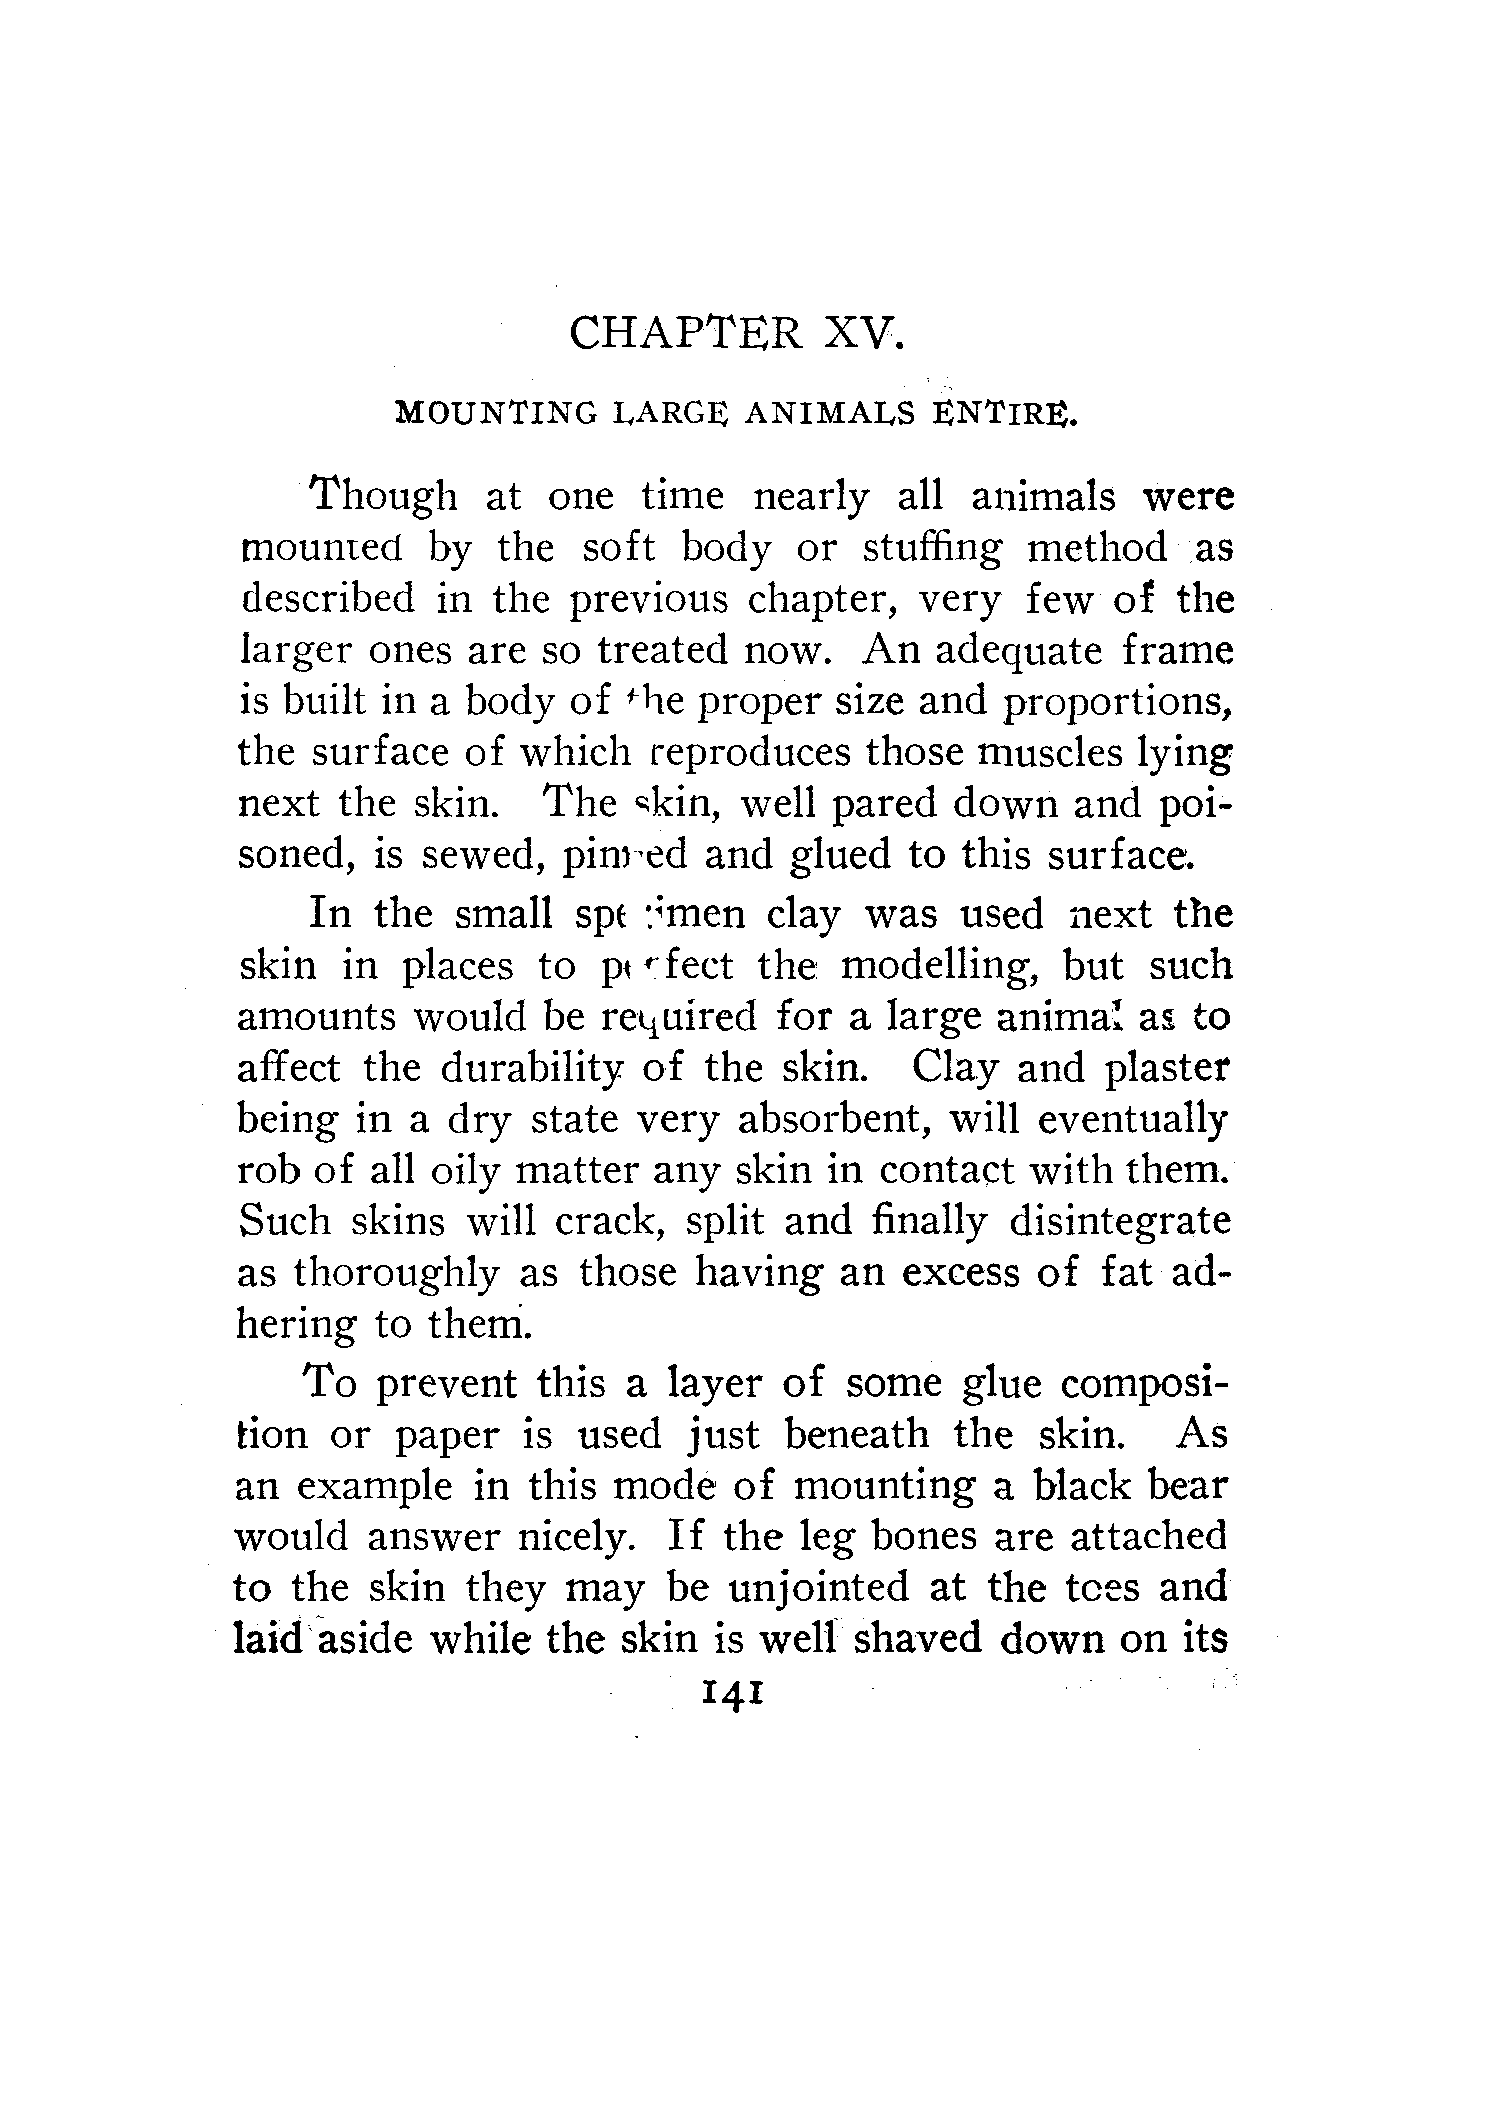 CHAPTER XV.
MOUNTING LARGE ANIMALS ENTIRE.
Though at one time nearly all animals were
mounted by the soft body or stuffing method as
described in the previous chapter, very few of the
larger ones are so treated now. An adequate frame
is built in a body of the proper size and proportions,
the surface of which reproduces those muscles lying
next the skin. The skin, well pared down and poi-
soned, is sewed, pinned and glued to this surface.
In the small specimen clay was used next the
skin in places to perfect the modelling, but such
amounts would be required for a large animal as to
affect the durability of the skin. Clay and plaster
being in a dry state very absorbent, will eventually
rob of all oily matter any skin in contact with them.
Such skins will crack, split and finally disintegrate
as thoroughly as those having an excess of fat ad-
hering to them.
To prevent this a layer of some glue composi-
tion or paper is used just beneath the skin. As
an example in this mode of mounting a black bear
would answer nicely. If the leg bones are attached
to the skin they may be unjointed at the toes and
laid aside while the skin is well shaved down on its
141